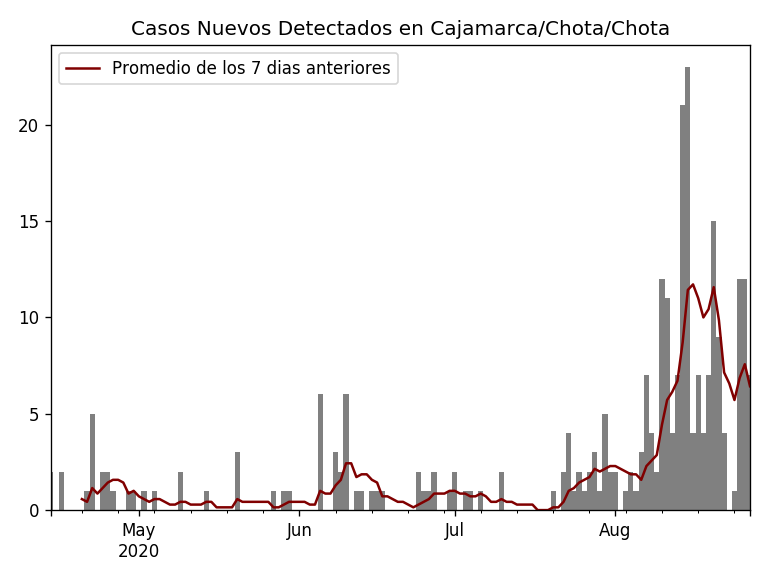 Casos Nuevos Detectados en Cajamarca/Chota/Chota
Promedio de los 7 dias anteriores
20
15
10
5
0
May
2020
Jun
Jul
Aug